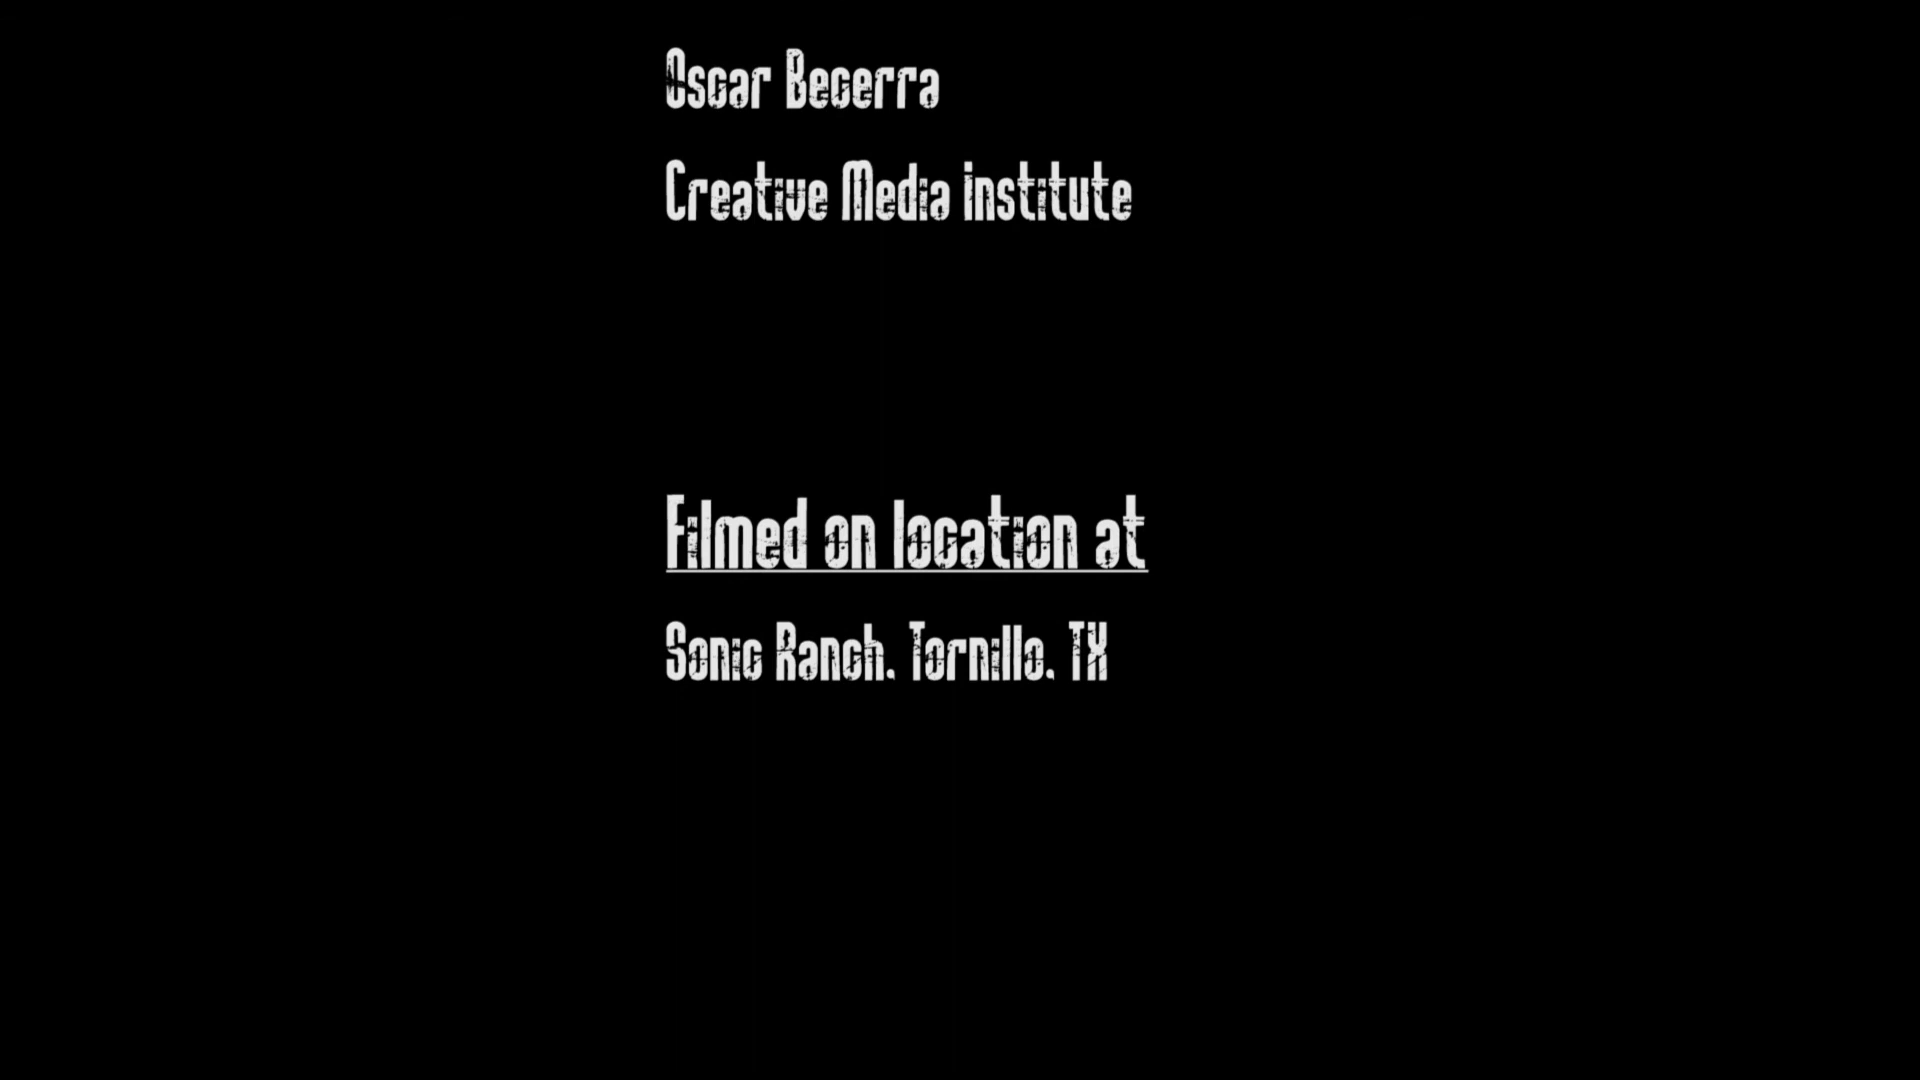 Oscar Becerra
Creative Media institute
Filmed on location at
Sonic Ranch. Tornillo. TX